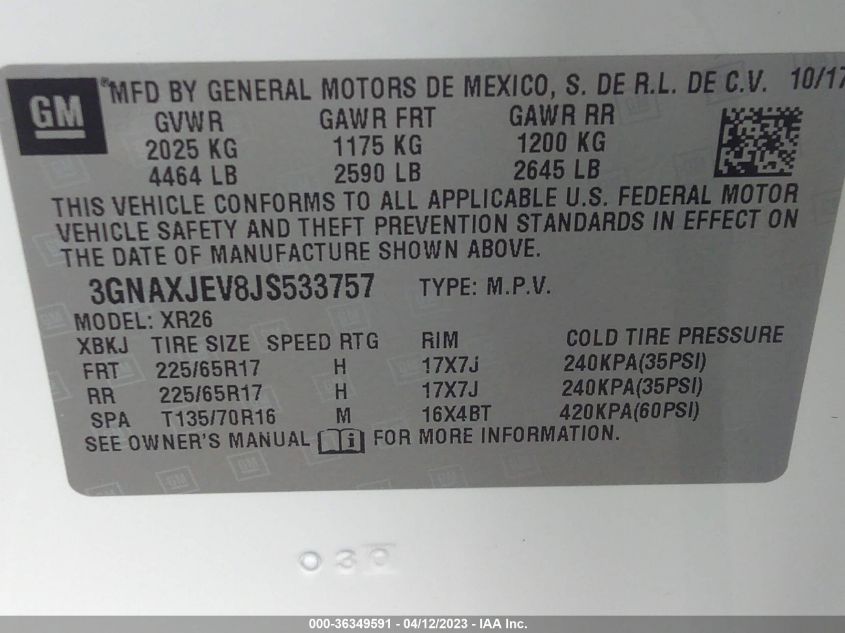 GM ®MFD BY GENERAL MOTORS DE MEXICO, S. DE R.L. DE C.V. 10/17
GVWR GAWR FRT GAWR RR
2025 KG 1175 KG 1200 KG
4464 LB 2590 LB 2645 LB
THIS VEHICLE CONFORMS TO ALL APPLICABLE U.S. FEDERAL MOTOR
VEHICLE SAFETY AND THEFT PREVENTION STANDARDS IN EFFECT ON
THE DATE OF MANUFACTURE SHOWN ABOVE.
3GNAXJEV8JS533757 TYPE: M.P.V.
MODEL: XR26
XBKJ TIRE SIZE SPEED RTG RIM COLD TIRE PRESSURE
FRT 225/65R17 H 17X7J 240KPA(35PSI)
RR 225/65R17 H 17X7J 240KPA(35PSI)
SPA T135/70R16 M 16X4BT 420KPA(60PSI)
SEE OWNER'S MANUAL i FOR MORE INFORMATION.
000-36349591 - 04/12/2023 - IAA Inc.